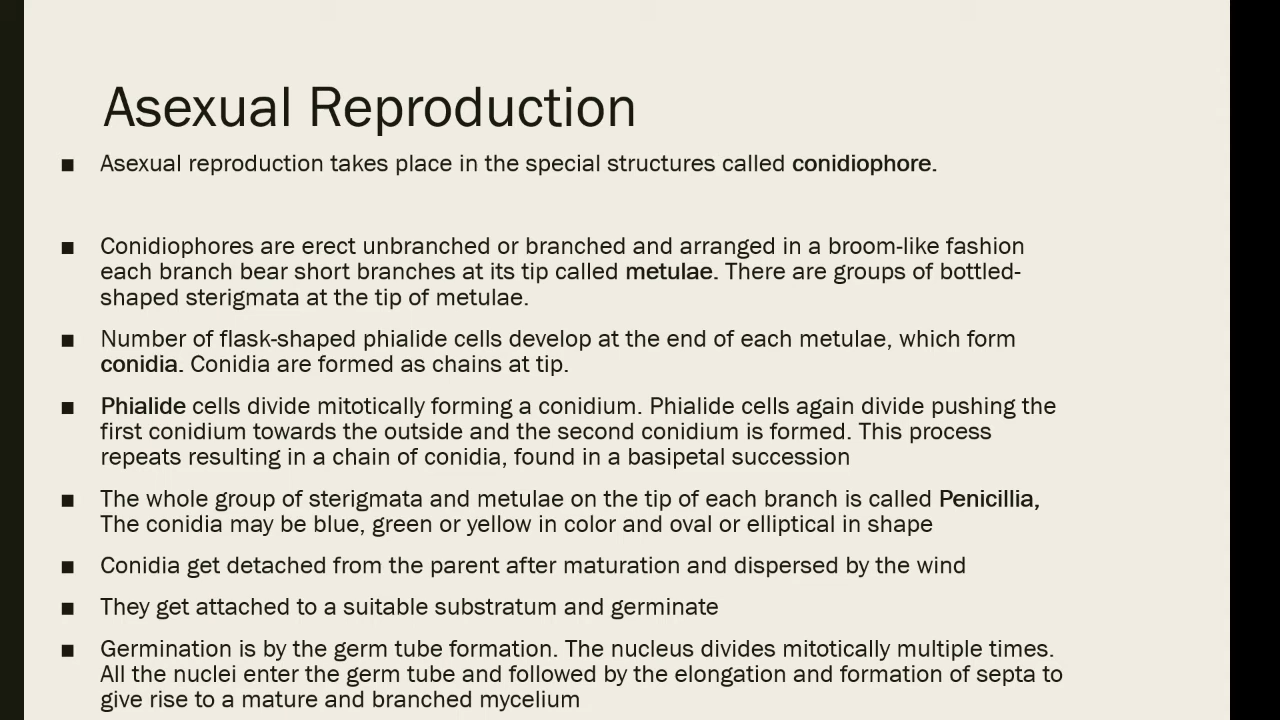 Asexual Reproduction
▪ Asexual reproduction takes place in the special structures called conidiophore.
▪ Conidiophores are erect unbranched or branched and arranged in a broom-like fashion
each branch bear short branches at its tip called metulae. There are groups of bottled-
shaped sterigmata at the tip of metulae.
▪ Number of flask-shaped phialide cells develop at the end of each metulae, which form
conidia. Conidia are formed as chains at tip.
▪ Phialide cells divide mitotically forming a conidium. Phialide cells again divide pushing the
first conidium towards the outside and the second conidium is formed. This process
repeats resulting in a chain of conidia, found in a basipetal succession
▪ The whole group of sterigmata and metulae on the tip of each branch is called Penicillia,
The conidia may be blue, green or yellow in color and oval or elliptical in shape
▪ Conidia get detached from the parent after maturation and dispersed by the wind
▪ They get attached to a suitable substratum and germinate
▪ Germination is by the germ tube formation. The nucleus divides mitotically multiple times.
All the nuclei enter the germ tube and followed by the elongation and formation of septa to
give rise to a mature and branched mycelium